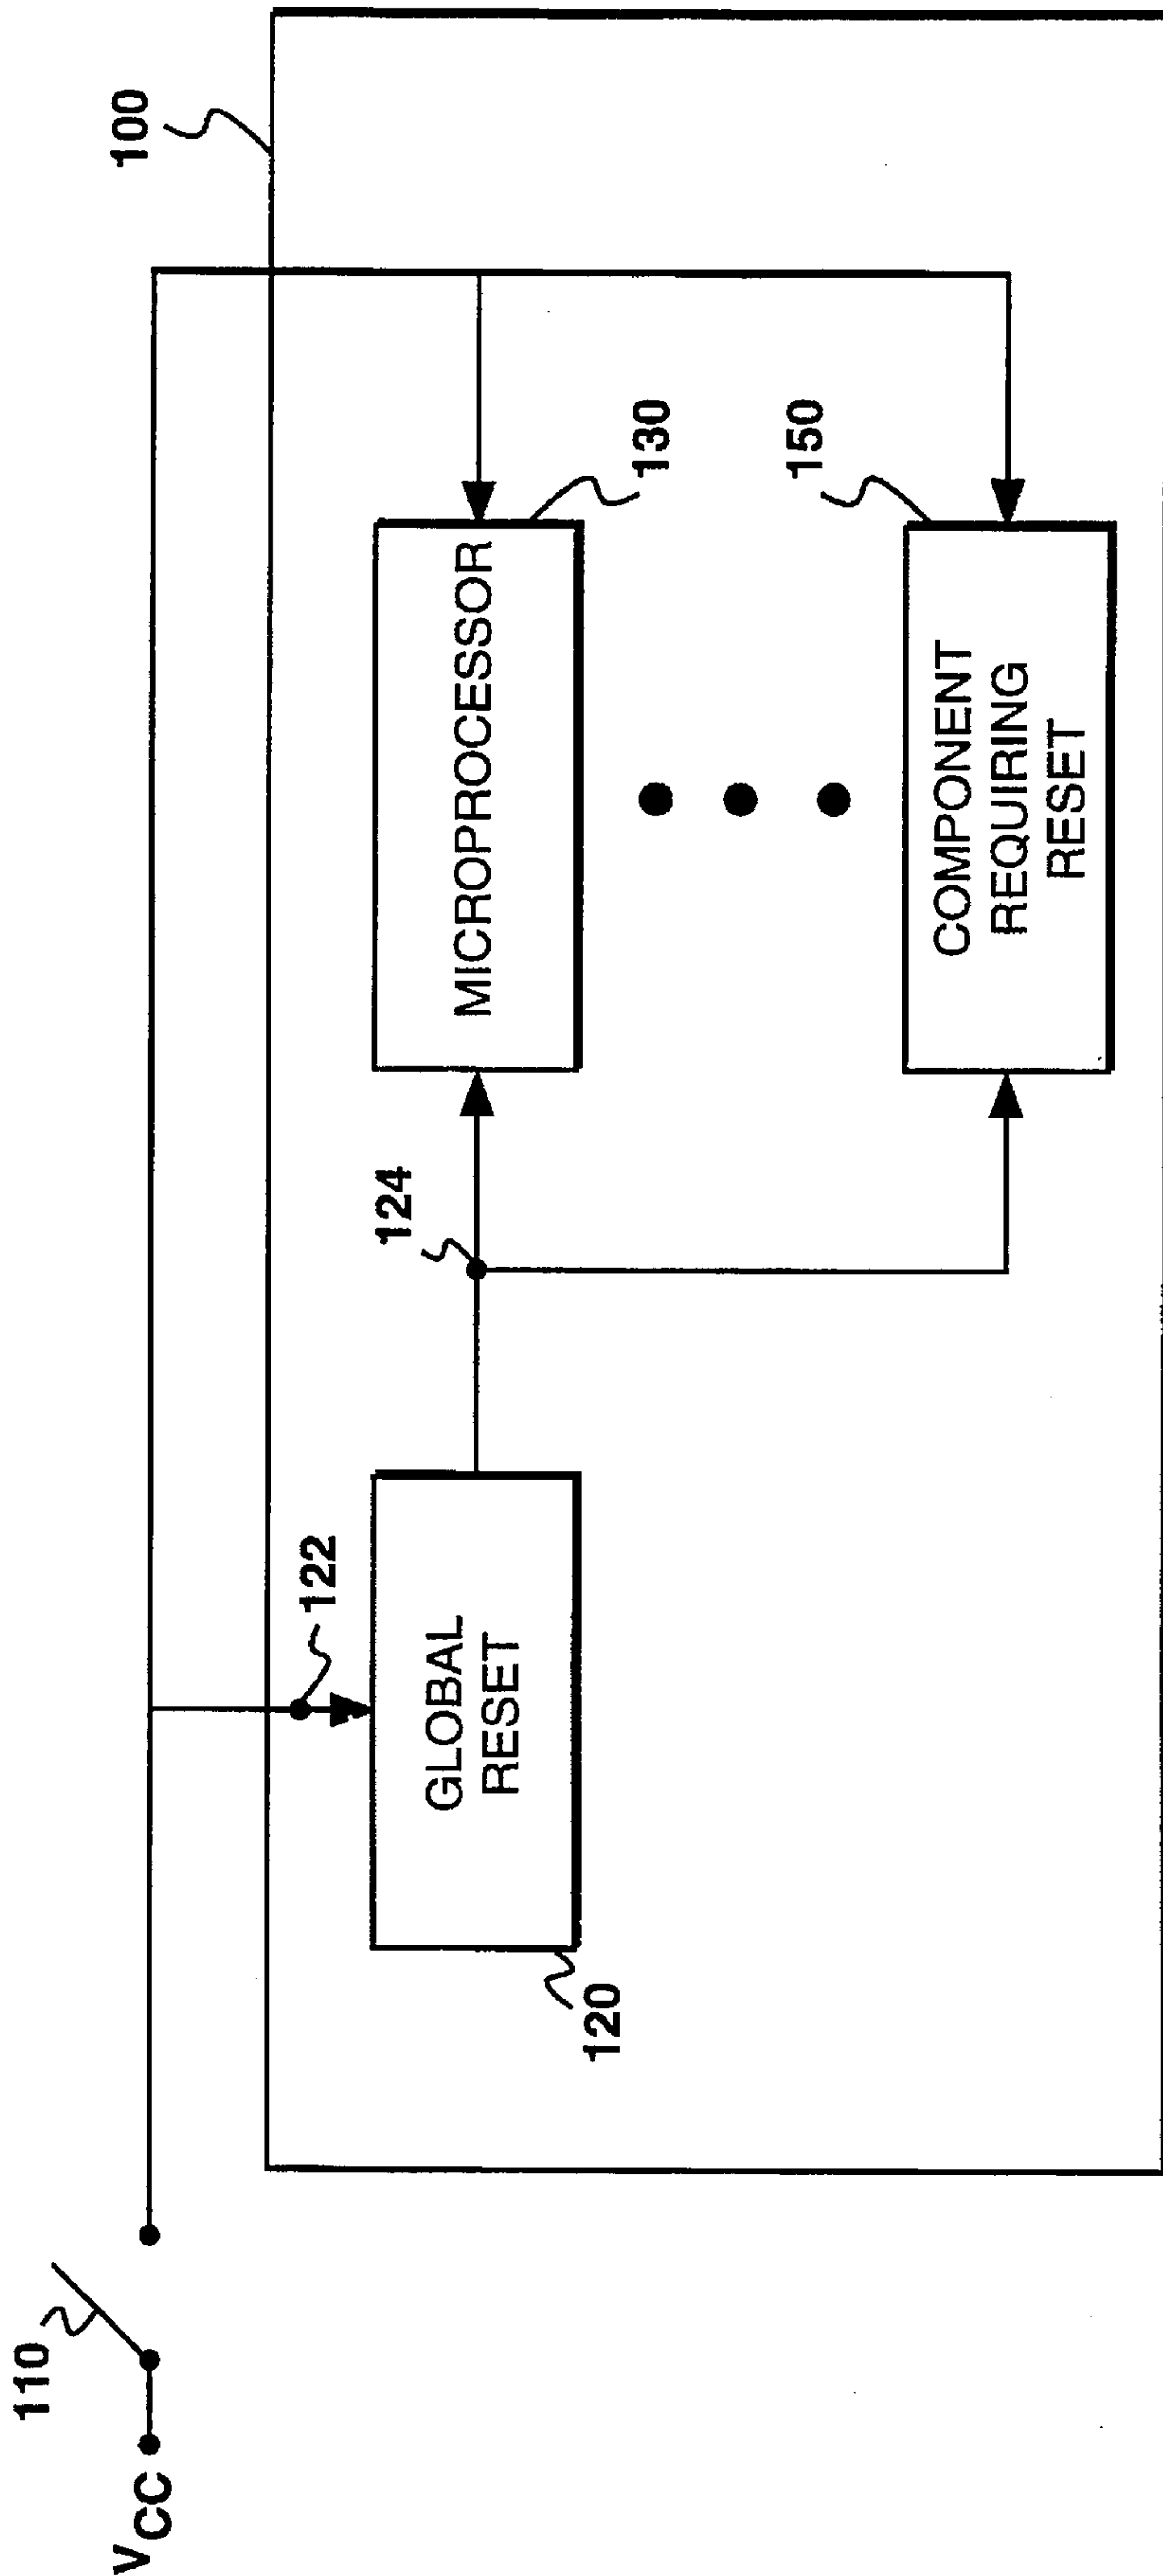 100
110
VCC
122
GLOBAL
RESET
120
124
MICROPROCESSOR
130
150
COMPONENT
REQUIRING
RESET